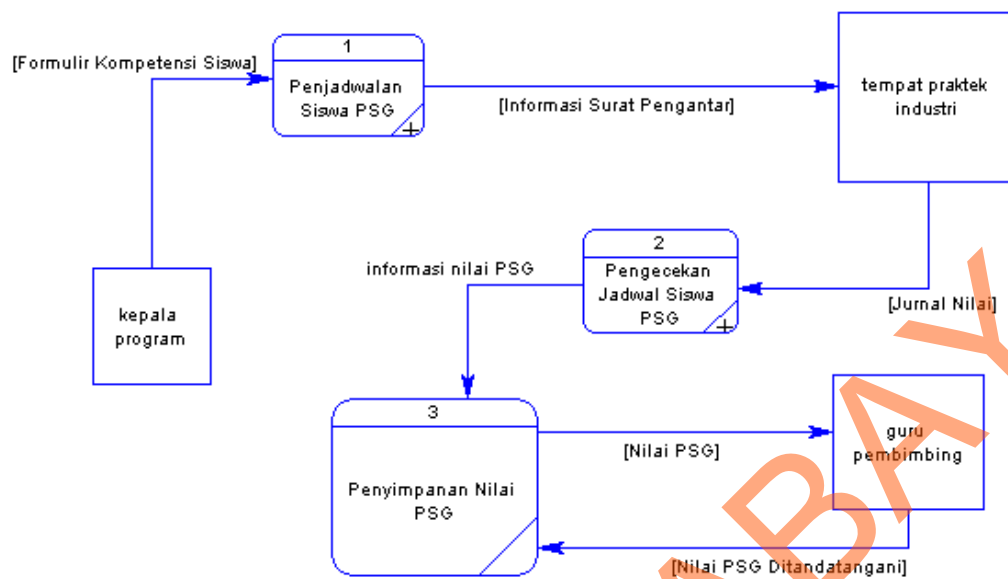 1
[Formulir Kompetensi Siswa]
Penjadwalan
Siswa PSG
+
[Informasi Surat Pengantar]
tempat praktek
industri
2
informasi nilai PSG
Pengecekan
Jadwal Siswa
PSG
+
[Jurnal Nilai]
kepala
program
3
Penyimpanan Nilai
PSG
[Nilai PSG]
guru
pembimbing
[Nilai PSG Ditandatangani]
ABAY